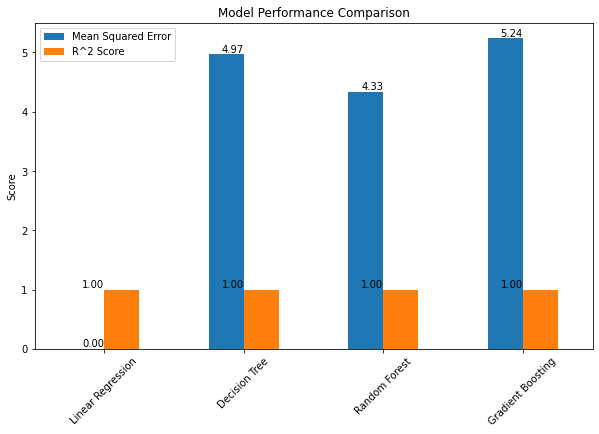 Model Performance Comparison
Mean Squared Error
R^2 Score
Score
5
4
3
2
1
0
0.00
4.97
4.33
5.24
1.00
1.00
1.00
1.00
Linear Regression
Decision Tree
Random Forest
Gradient Boosting